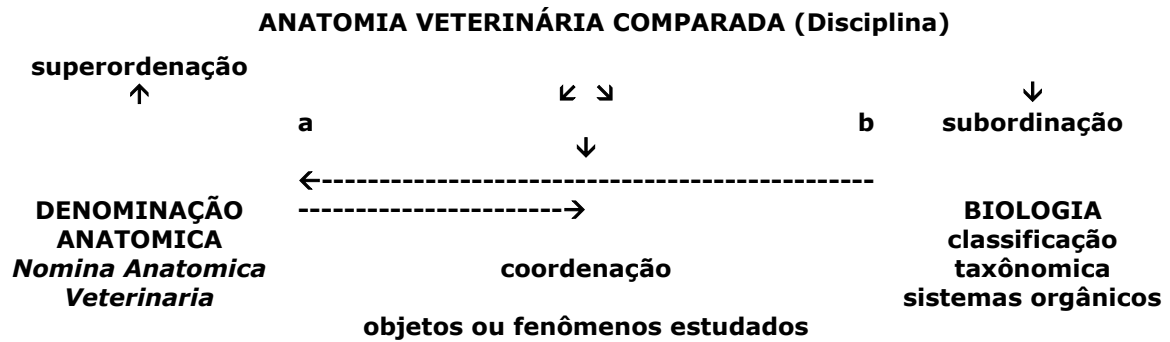 ANATOMIA VETERINÁRIA COMPARADA (Disciplina)
superordenação
↑ ↙ ↘ ↓
a b subordinação
↓
←------------------------------------------------
DENOMINAÇÃO -----------------------→ BIOLOGIA
ANATOMICA classificação
Nomina Anatomica coordenação taxônomica
Veterinaria sistemas orgânicos
objetos ou fenômenos estudados